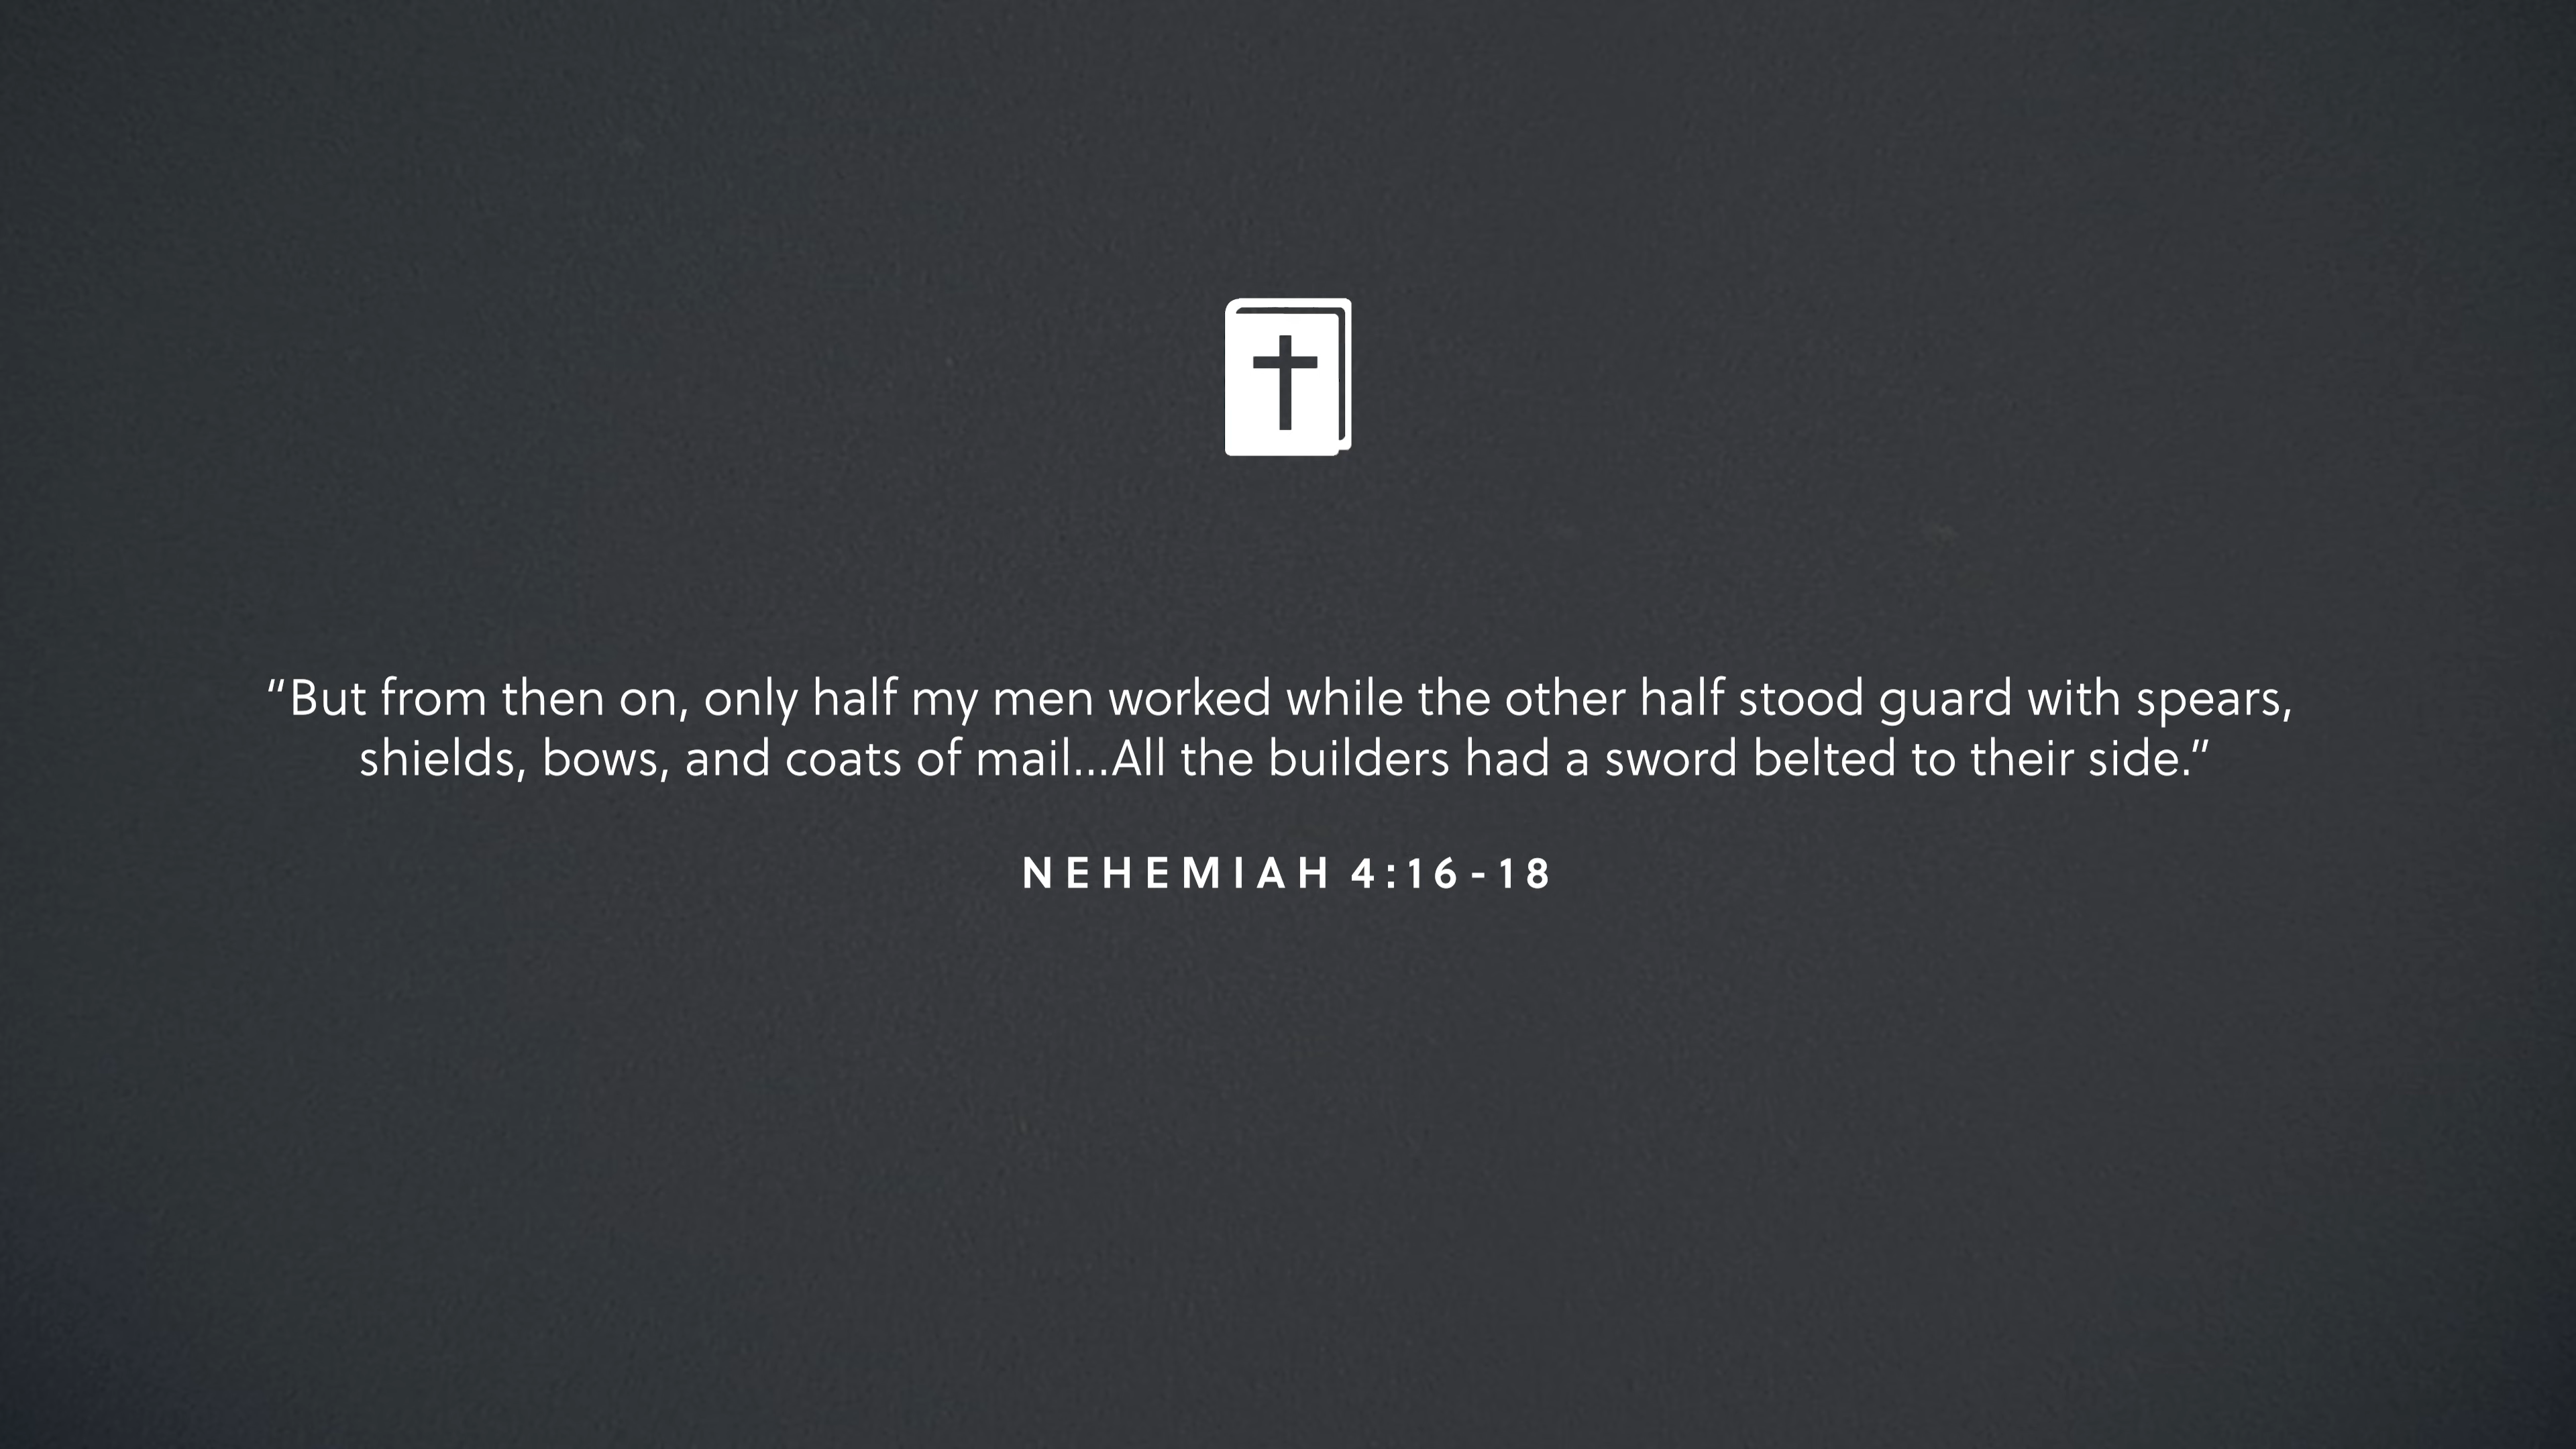 “But from then on, only half my men worked while the other half stood guard with spears,
shields, bows, and coats of mail...All the builders had a sword belted to their side.”
NEHEMIAH 4:16-18